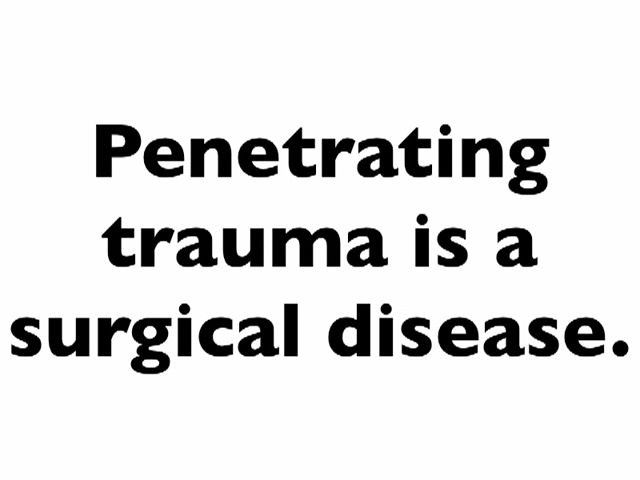 Penetrating
trauma is a
surgical disease.